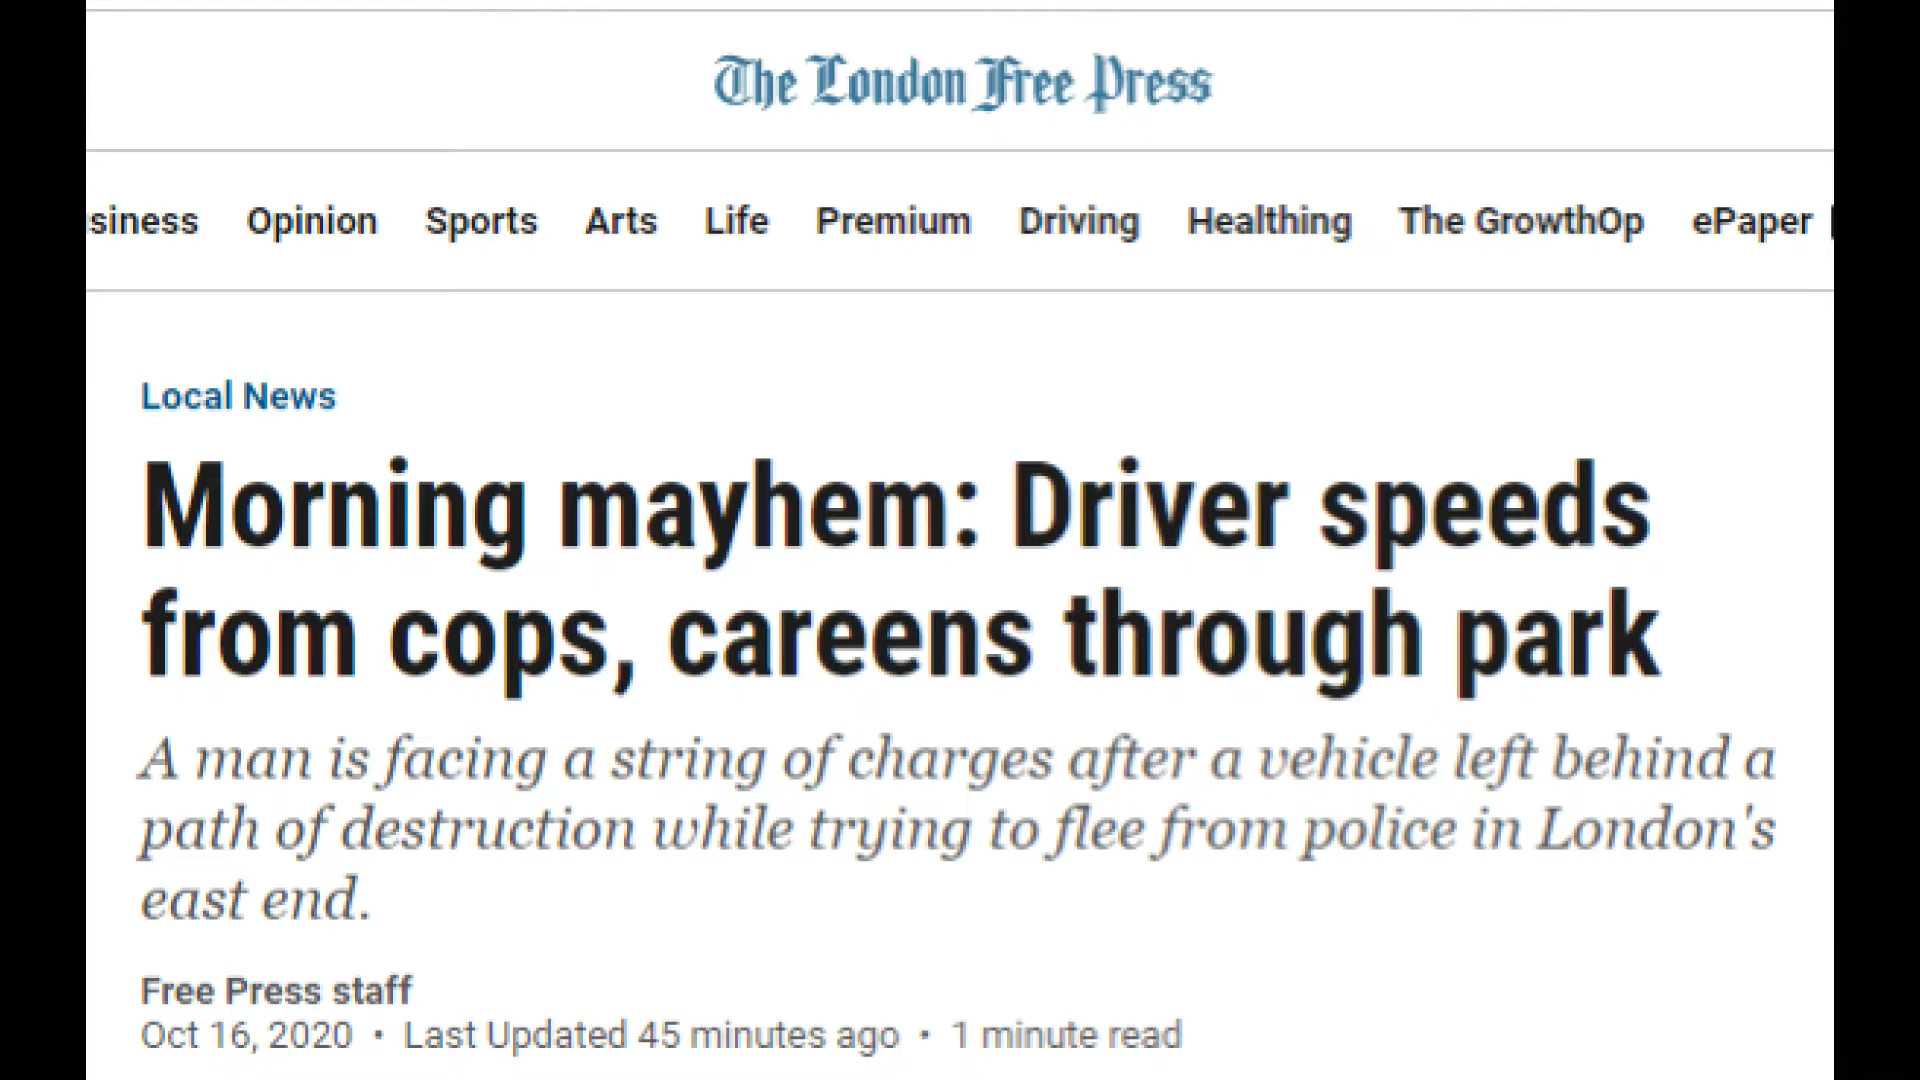 The London Free Press
siness Opinion Sports Arts Life Premium Driving Healthing The GrowthOp ePaper
Local News
Morning mayhem: Driver speeds
from cops, careens through park
A man is facing a string of charges after a vehicle left behind a
path of destruction while trying to flee from police in London's
east end.
Free Press staff
Oct 16, 2020 • Last Updated 45 minutes ago • 1 minute read